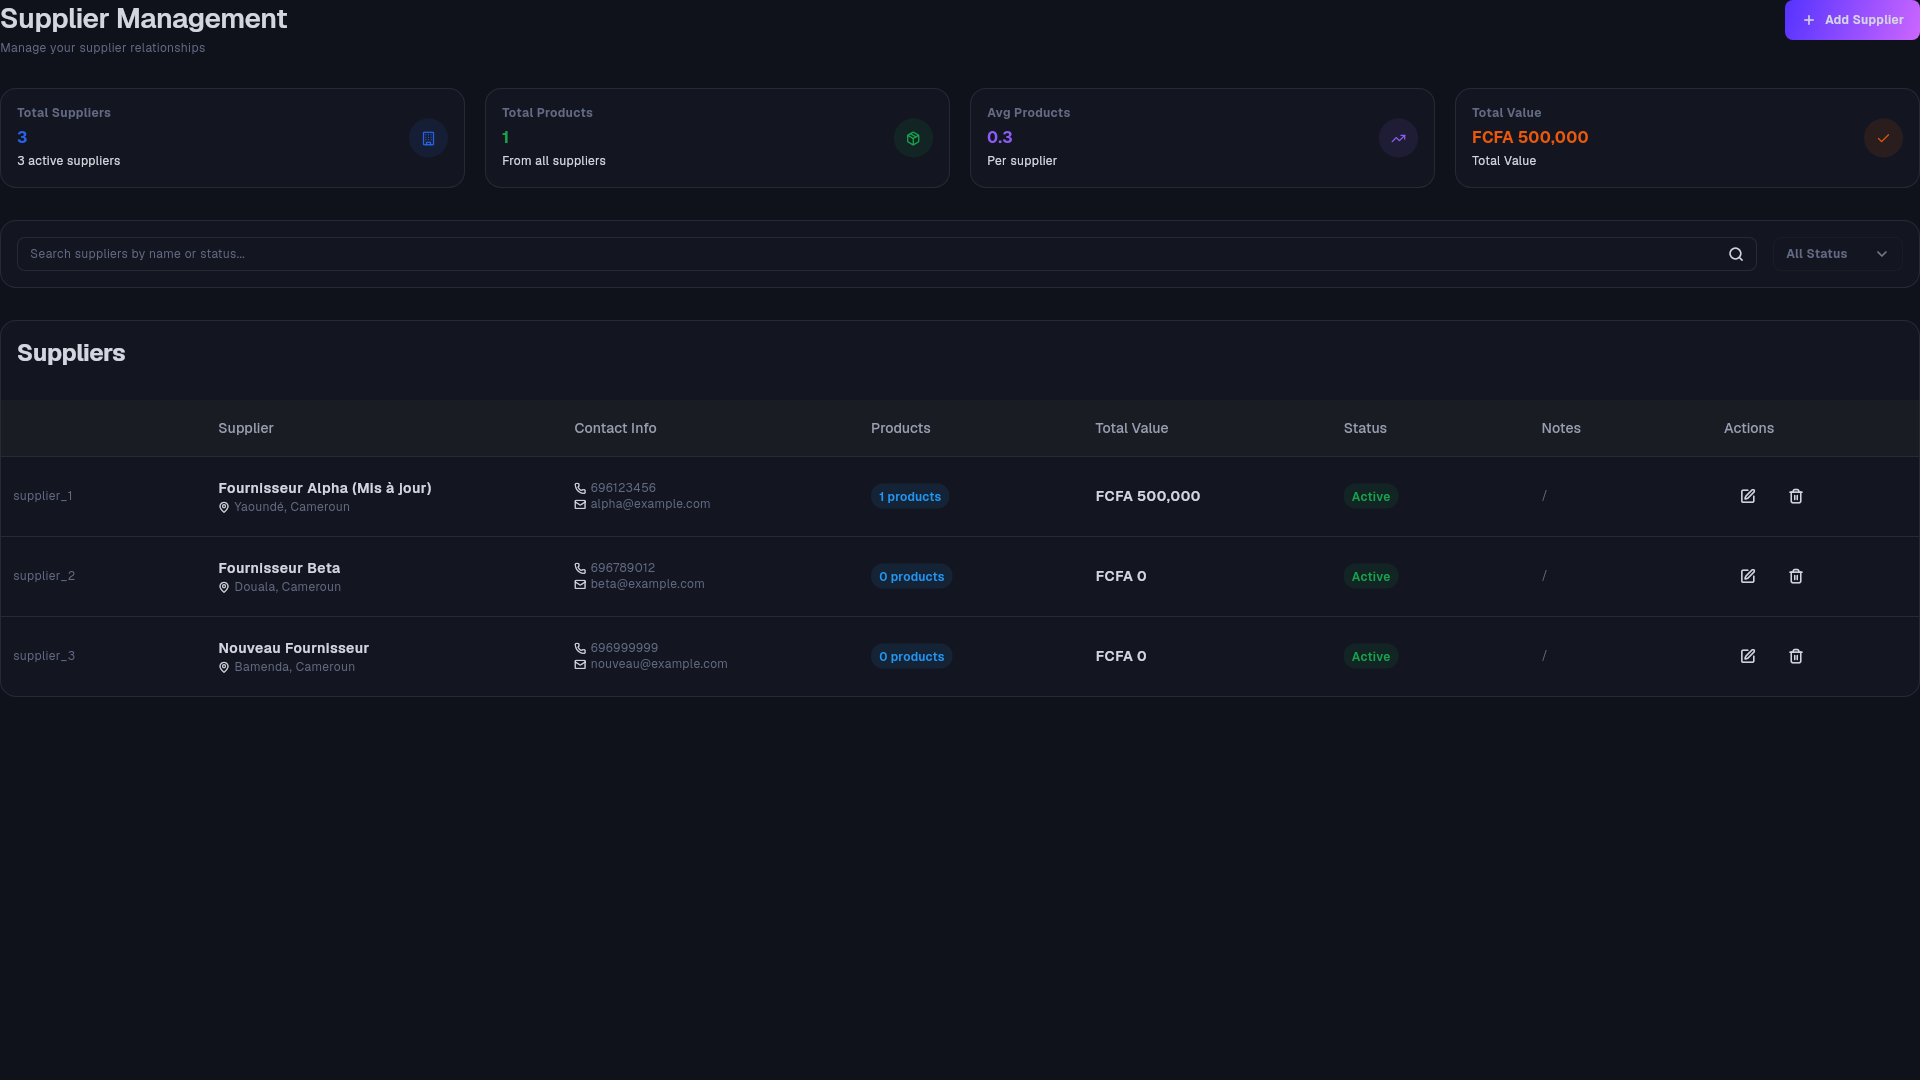 Supplier Management
Manage your supplier relationships
Add Supplier
Total Suppliers
3
3 active suppliers
Total Products
1
From all suppliers
Avg Products
0.3
Per supplier
Total Value
FCFA 500,000
Total Value
Search suppliers by name or status...
All Status
Suppliers
Supplier Contact Info Products Total Value Status Notes Actions
supplier_1
Fournisseur Alpha (Mis à jour)
Yaoundé, Cameroun
696123456
alpha@example.com
1 products
FCFA 500,000
Active
/
supplier_2
Fournisseur Beta
Douala, Cameroun
696789012
beta@example.com
0 products
FCFA 0
Active
/
supplier_3
Nouveau Fournisseur
Bamenda, Cameroun
696999999
nouveau@example.com
0 products
FCFA 0
Active
/